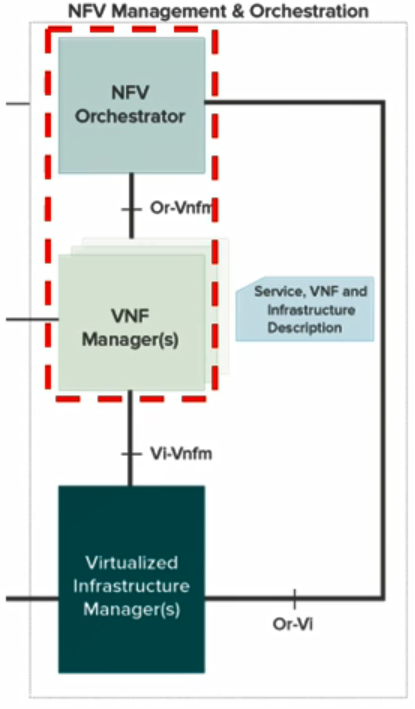 NFV Management & Orchestration
NFV
Orchestrator
Or-Vnfm
VNF
Manager(s)
Service, VNF and
Infrastructure
Description
Vi-Vnfm
Virtualized
Infrastructure
Manager(s)
Or-Vi